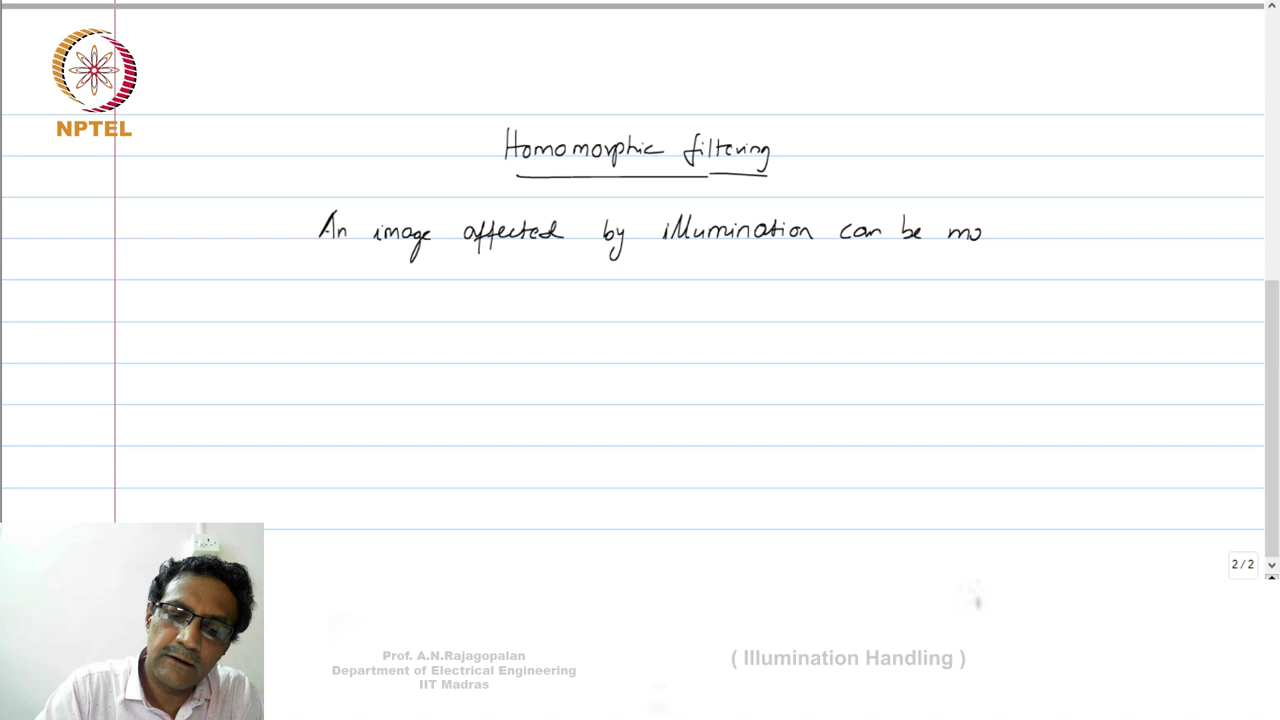 NPTEL
Homomorphic filtering
An image affected by illumination can be mo
2/2
Prof. A.N.Rajagopalan
Department of Electrical Engineering
IIT Madras
( Illumination Handling )